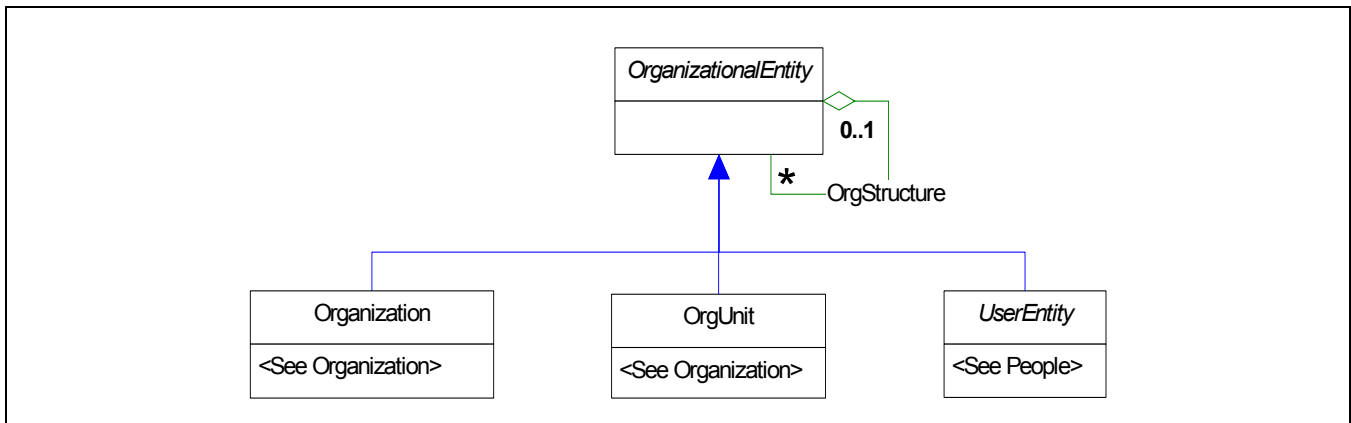 OrganizationalEntity
0..1
*
OrgStructure
Organization
<See Organization>
OrgUnit
<See Organization>
UserEntity
<See People>